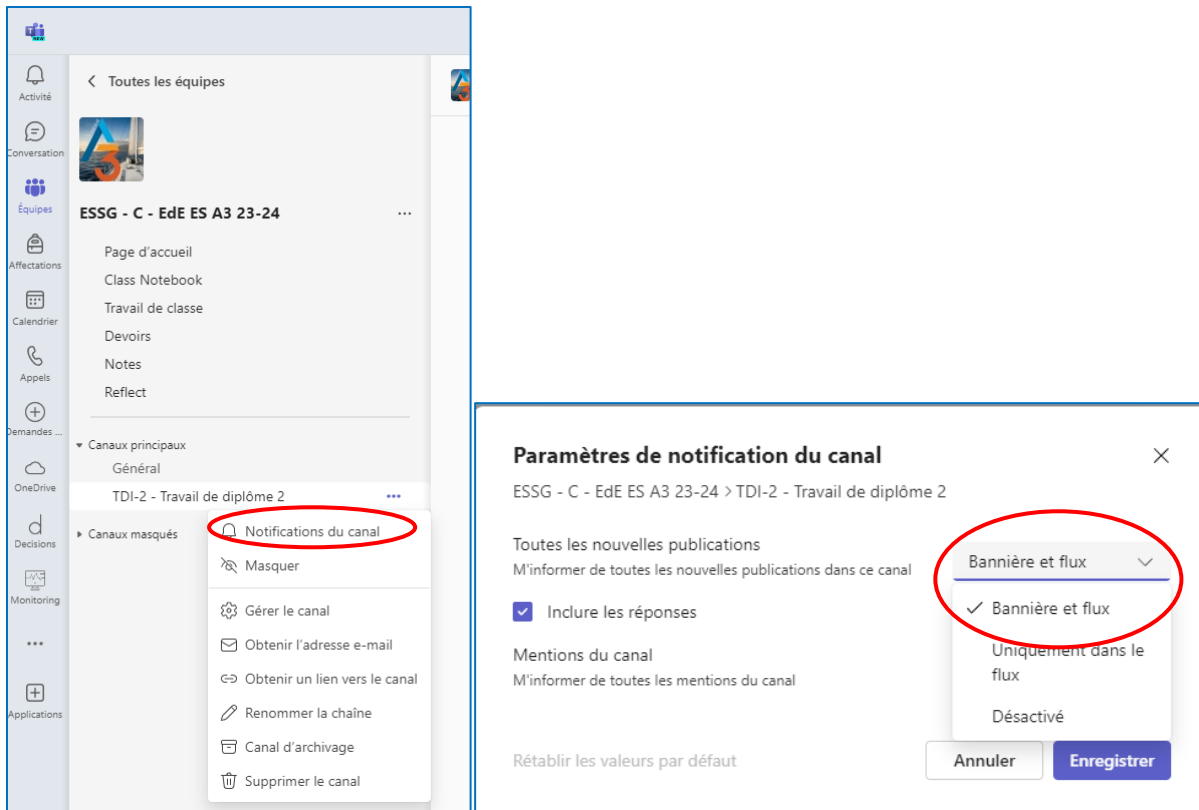 NEW
Activité
Conversation
Équipes
Affectations
Calendrier
Appels
Demandes ...
OneDrive
Decisions
Monitoring
Applications
Toutes les équipes
ESSG - C - EdE ES A3 23-24
Page d'accueil
Class Notebook
Travail de classe
Devoirs
Notes
Reflect
Canaux principaux
Général
TDI-2 - Travail de diplôme 2
Canaux masqués
Notifications du canal
Masquer
Gérer le canal
Obtenir l'adresse e-mail
Obtenir un lien vers le canal
Renommer la chaîne
Canal d'archivage
Supprimer le canal
Paramètres de notification du canal
ESSG - C - EdE ES A3 23-24 > TDI-2 - Travail de diplôme 2
Toutes les nouvelles publications
M'informer de toutes les nouvelles publications dans ce canal
Bannière et flux
Inclure les réponses
Bannière et flux
Uniquement dans le
flux
Désactivé
Mentions du canal
M'informer de toutes les mentions du canal
Rétablir les valeurs par défaut
Annuler
Enregistrer